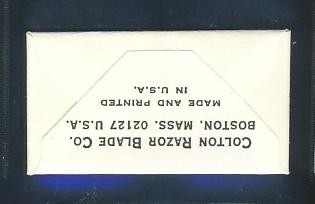 COLTON RAZOR BLADE CO.
BOSTON, MASS. 02127 U.S.A.
MADE AND PRINTED
IN U.S.A.